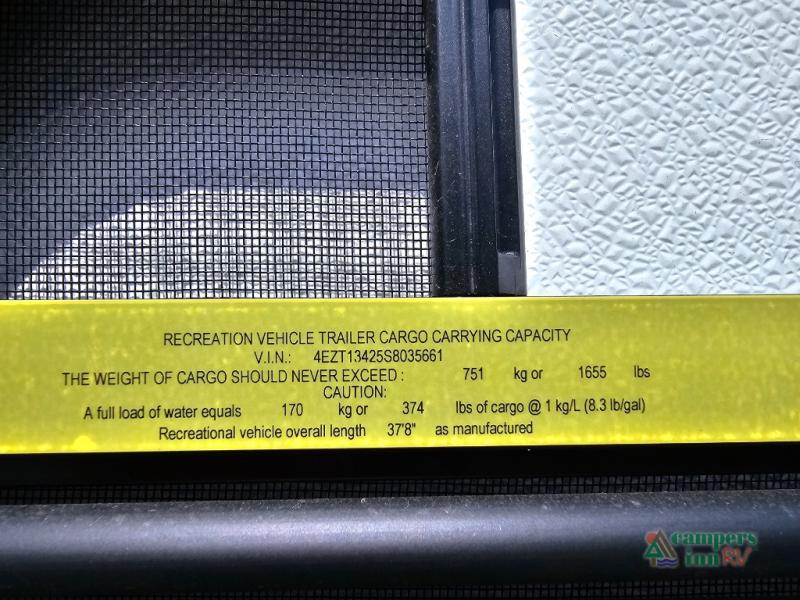 RECREATION VEHICLE TRAILER CARGO CARRYING CAPACITY
V.I.N.: 4EZT13425S8035661
THE WEIGHT OF CARGO SHOULD NEVER EXCEED : 751 kg or 1655 lbs
CAUTION:
A full load of water equals 170 kg or 374 lbs of cargo @ 1 kg/L (8.3 lb/gal)
Recreational vehicle overall length 37'8" as manufactured
campers
inn RV